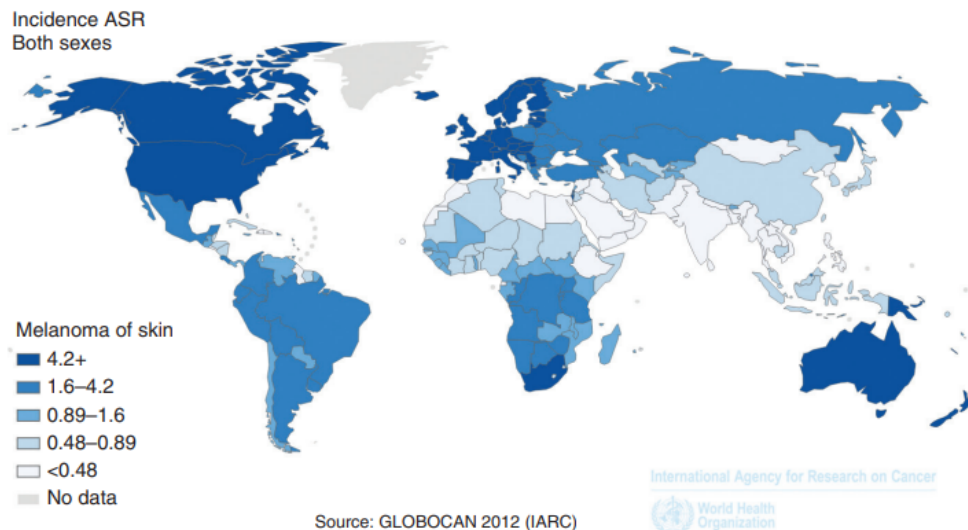 Incidence ASR
Both sexes
Melanoma of skin
4.2+
1.6–4.2
0.89–1.6
0.48–0.89
<0.48
No data
Source: GLOBOCAN 2012 (IARC)
International Agency for Research on Cancer
World Health
Organization